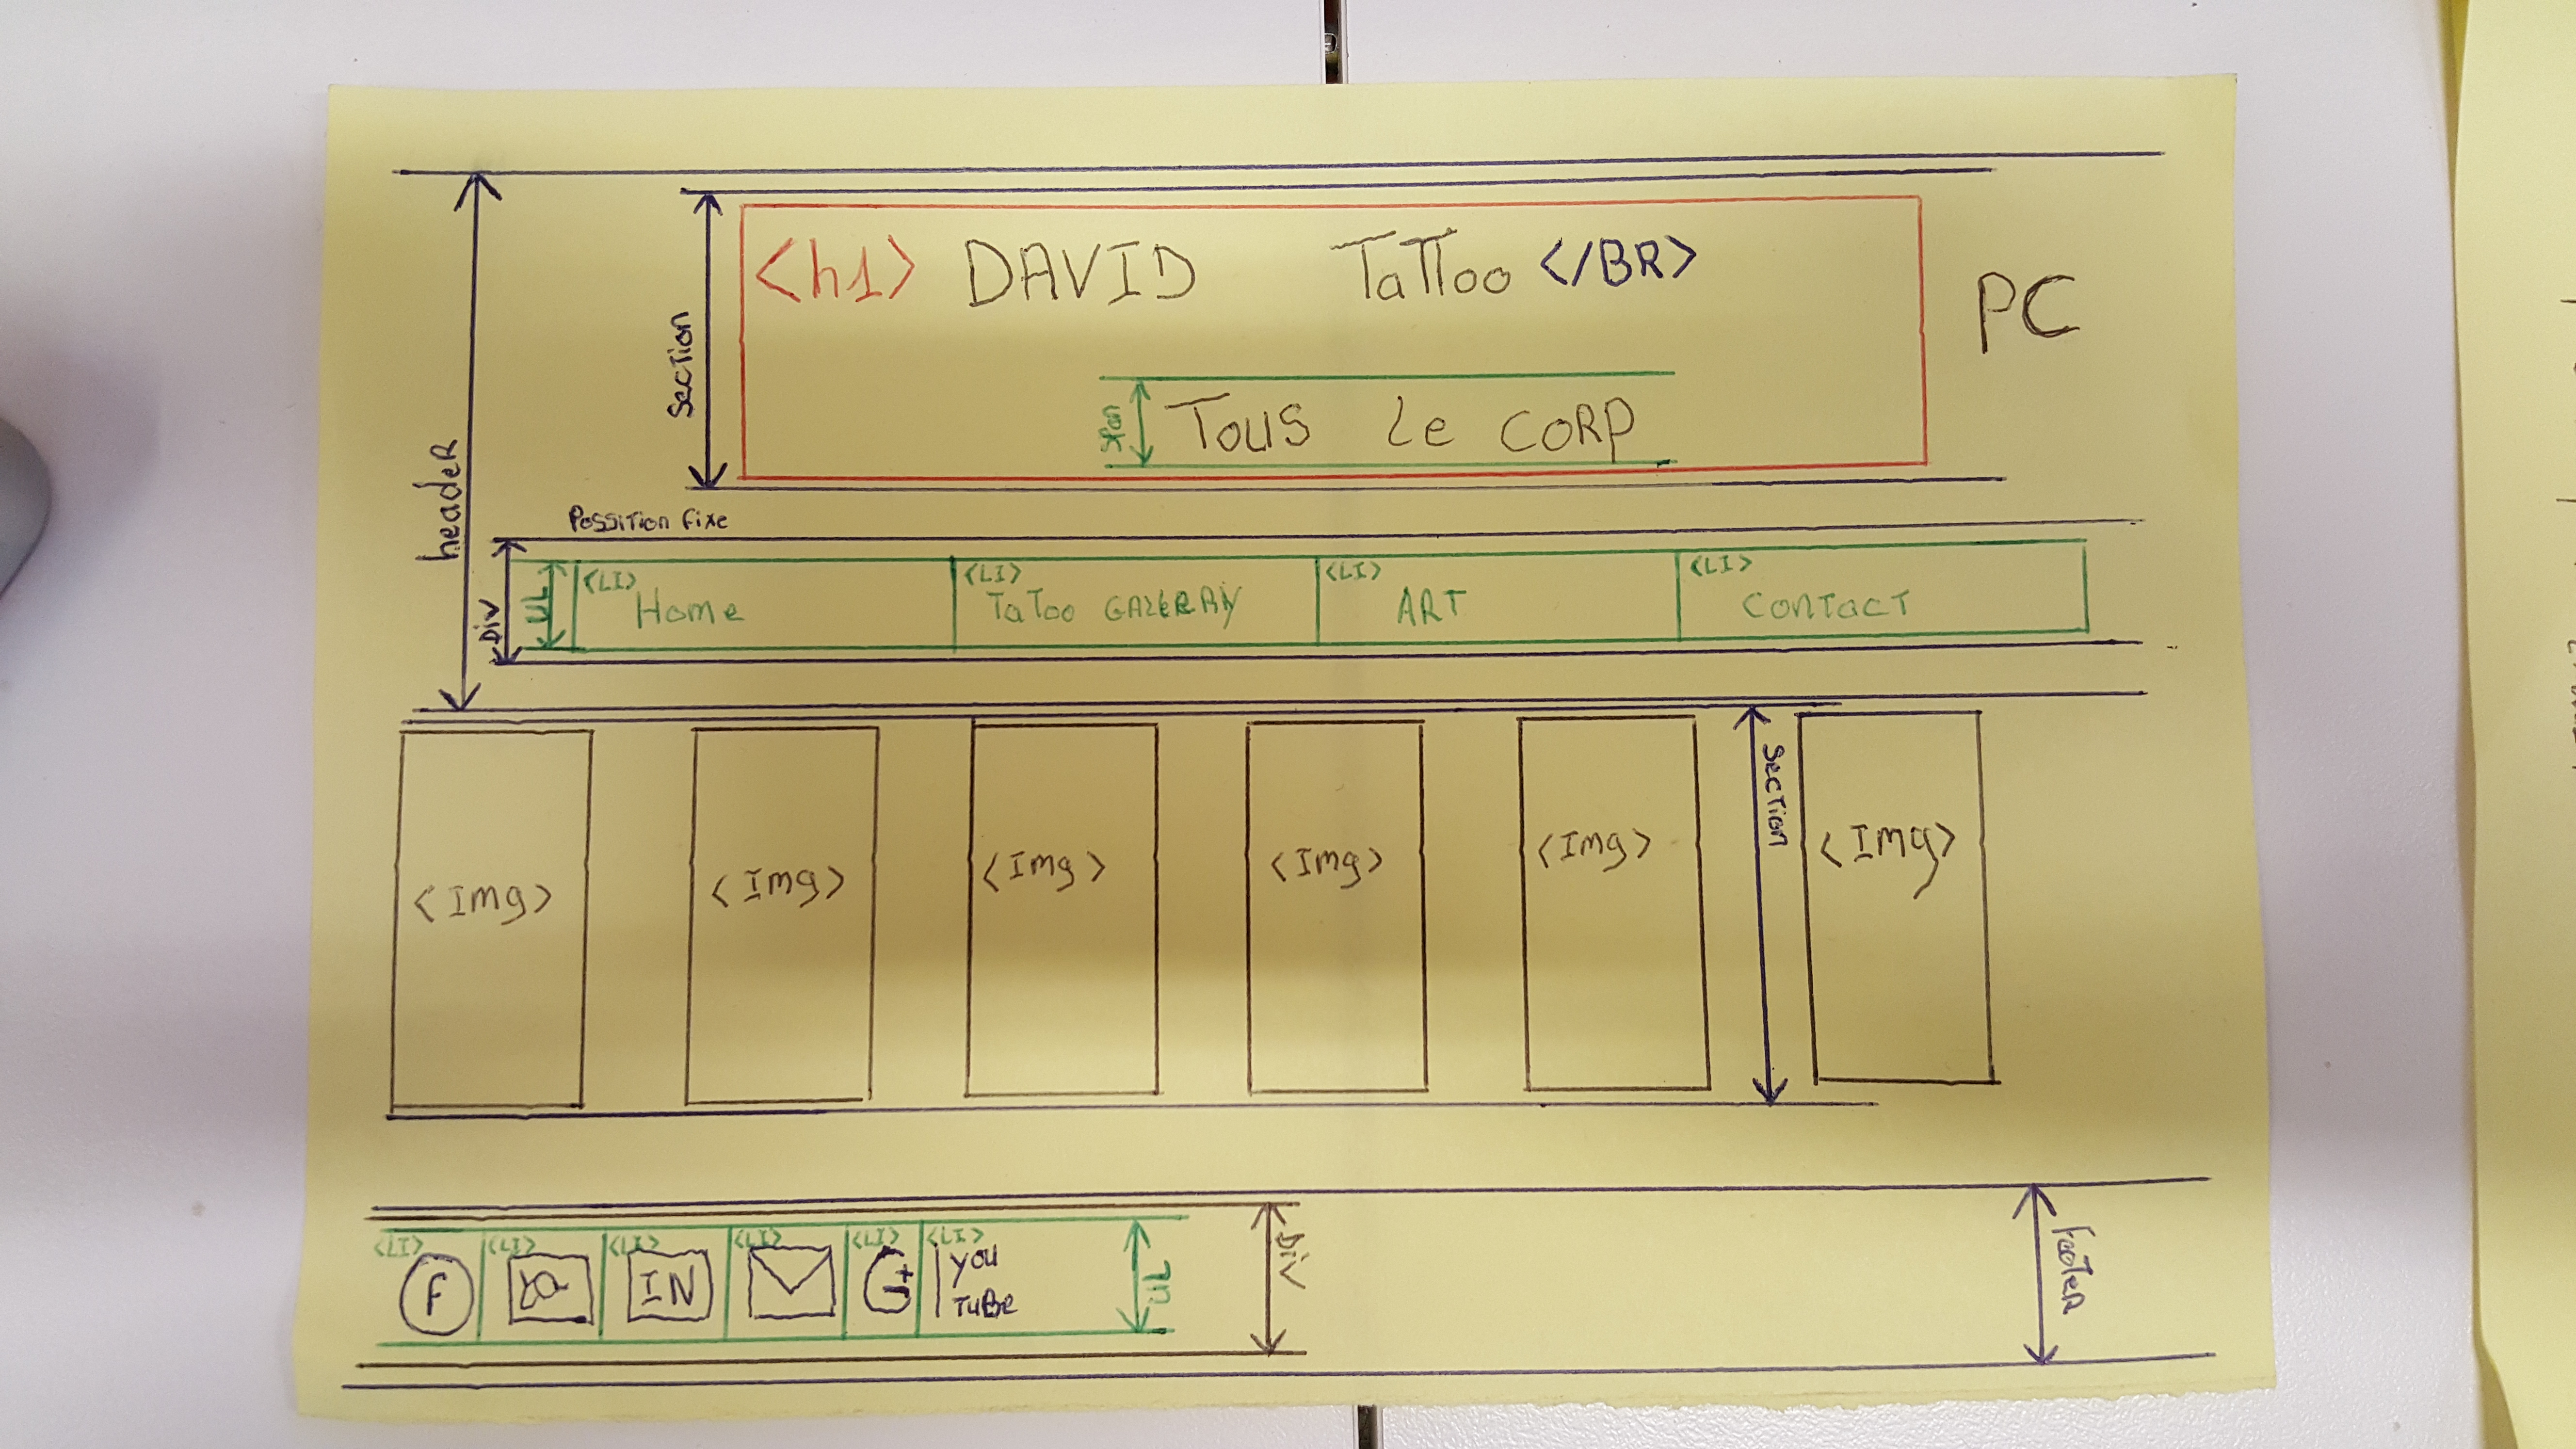 header
Section
<h1> DAVID TaTToo </BR>
Tous Le CORP
PC
Possition fixe
Div
UL
<LI> Home
<LI> TaToo GALERAY
<LI> ART
<LI> CONTACT
<Img> <Img> <Img> <Img> <Img> <Img>
Section
<LI> <LI> <LI> <LI> <LI> <LI>
f IN G+ you
TUBE
UL
Div
FOOTER